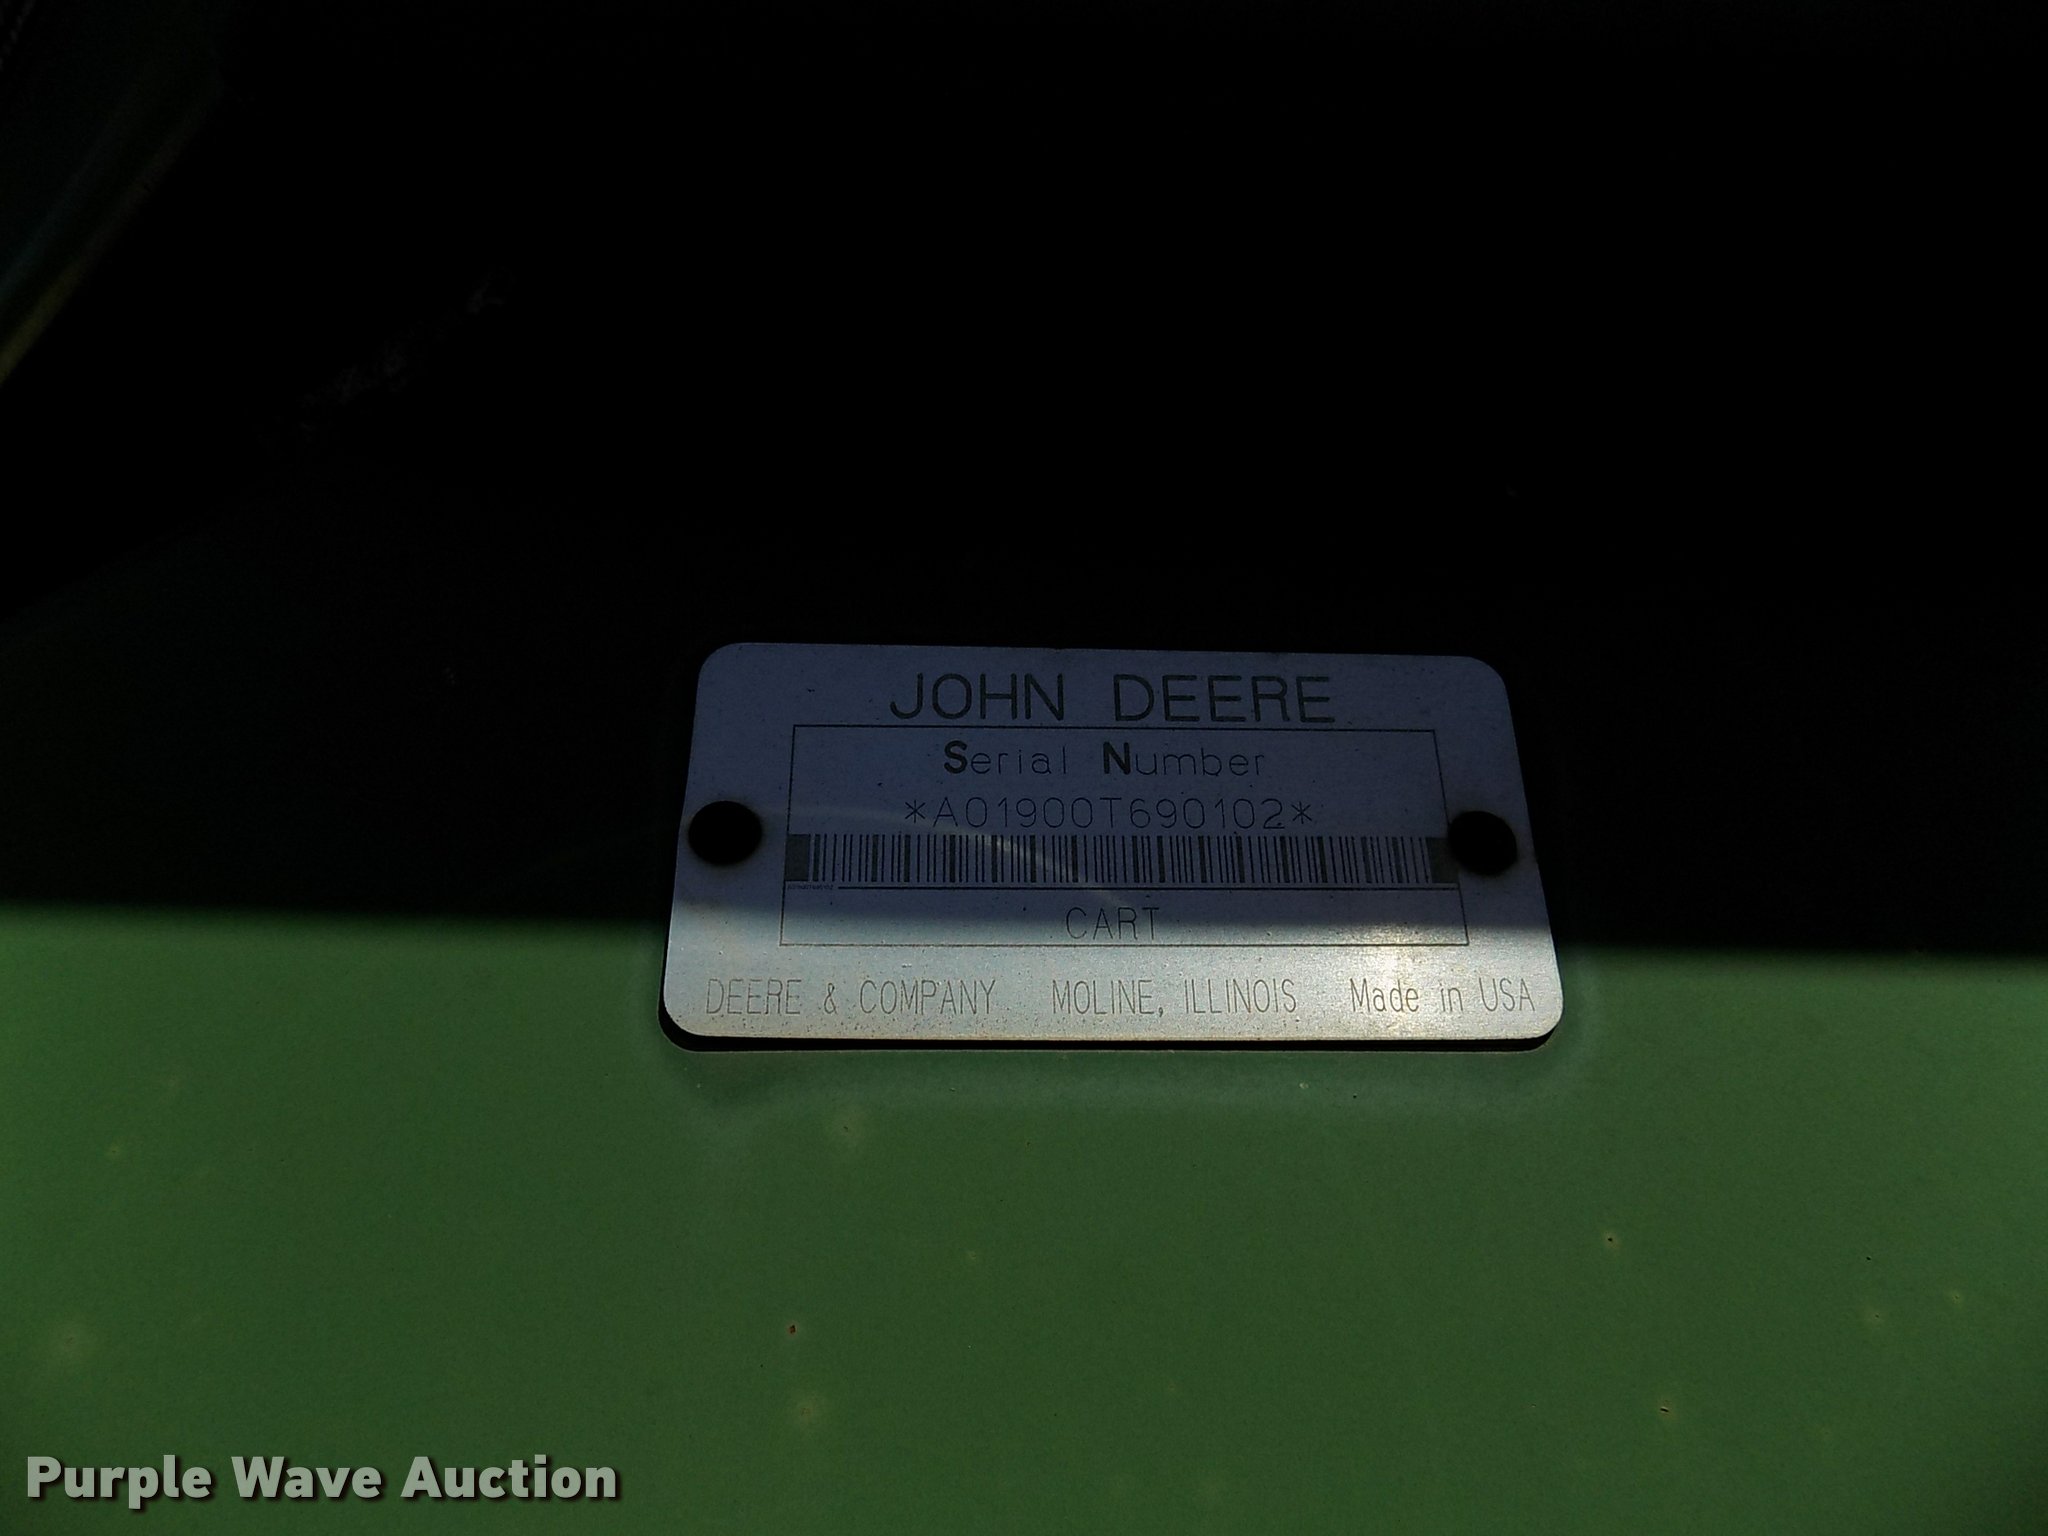 JOHN DEERE
Serial Number
*A01900T690102*
CART
DEERE & COMPANY MOLINE, ILLINOIS Made in USA
Purple Wave Auction